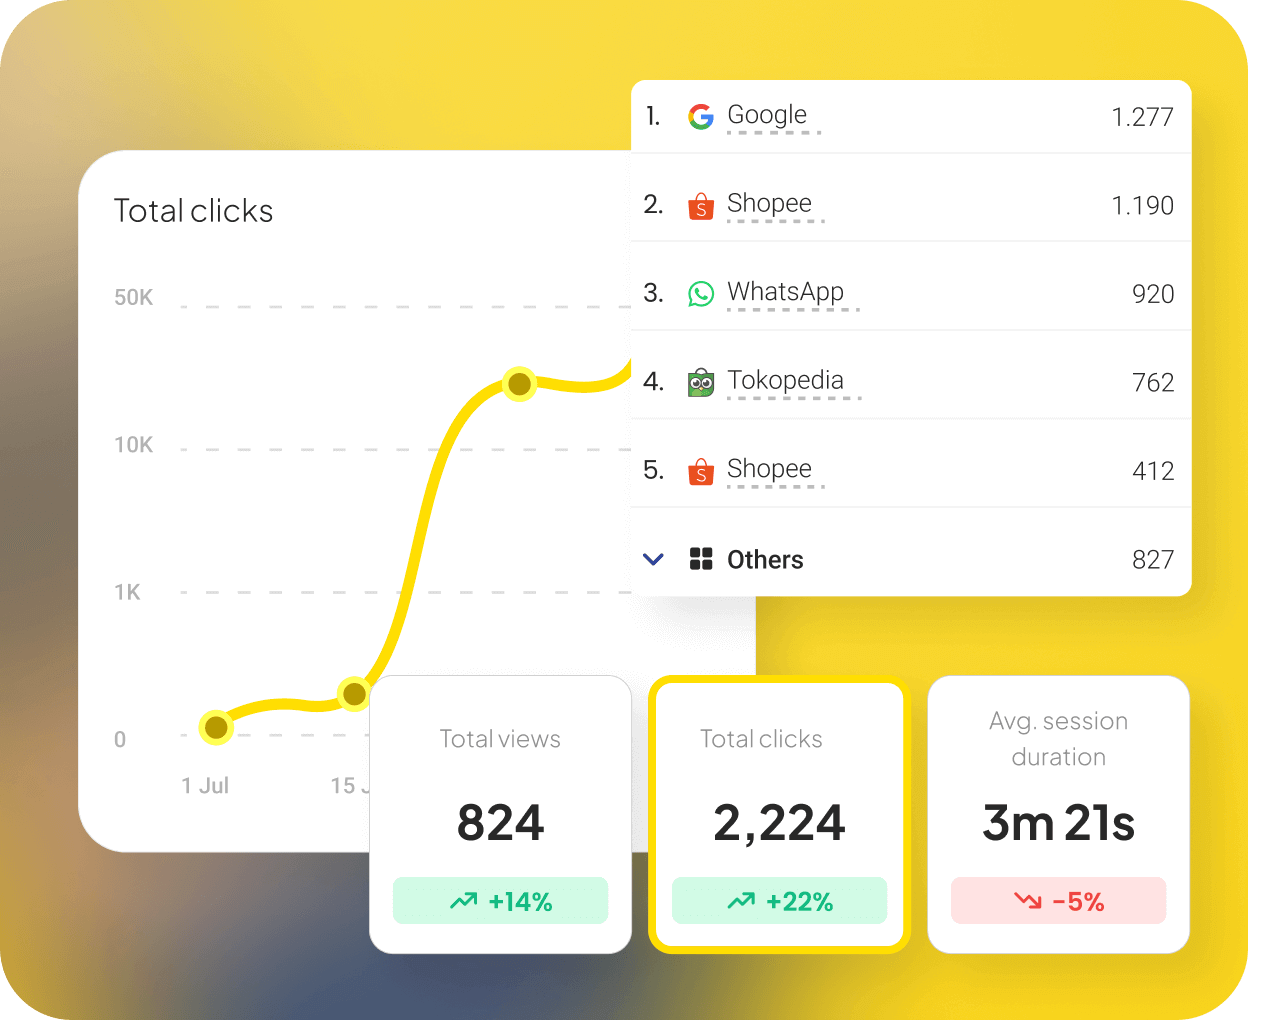 Total clicks
50K
10K
1K
0
1 Jul
15 J
1. Google 1.277
2. Shopee 1.190
3. WhatsApp 920
4. Tokopedia 762
5. Shopee 412
Others 827
Total views
824
+14%
Total clicks
2,224
+22%
Avg. session
duration
3m 21s
-5%